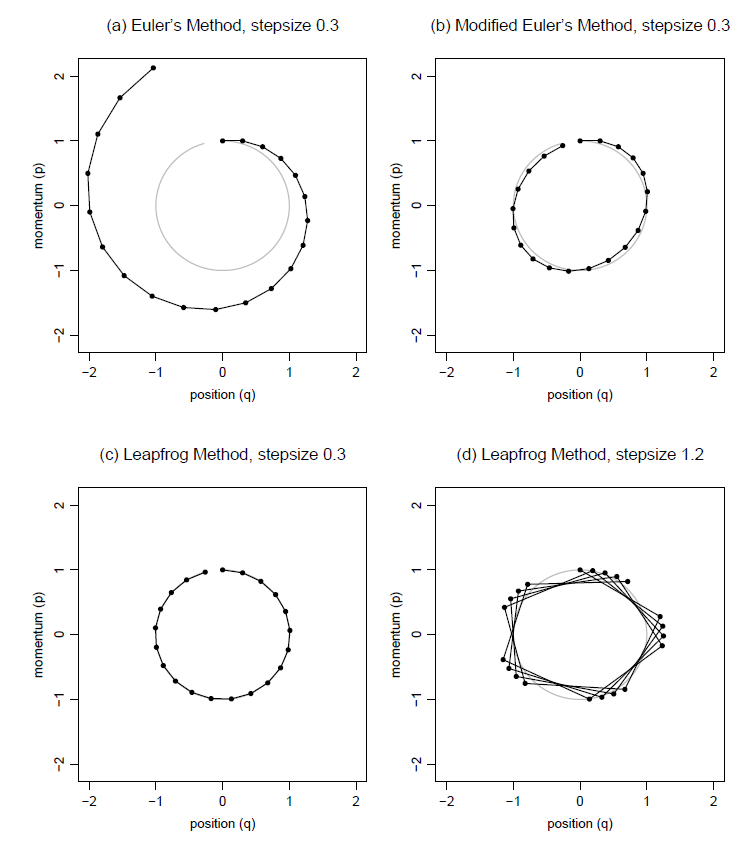 (a) Euler’s Method, stepsize 0.3
(b) Modified Euler’s Method, stepsize 0.3
momentum (p)
2
1
0
−1
−2
−2 −1 0 1 2
position (q)
momentum (p)
2
1
0
−1
−2
−2 −1 0 1 2
position (q)
(c) Leapfrog Method, stepsize 0.3
(d) Leapfrog Method, stepsize 1.2
momentum (p)
2
1
0
−1
−2
−2 −1 0 1 2
position (q)
momentum (p)
2
1
0
−1
−2
−2 −1 0 1 2
position (q)